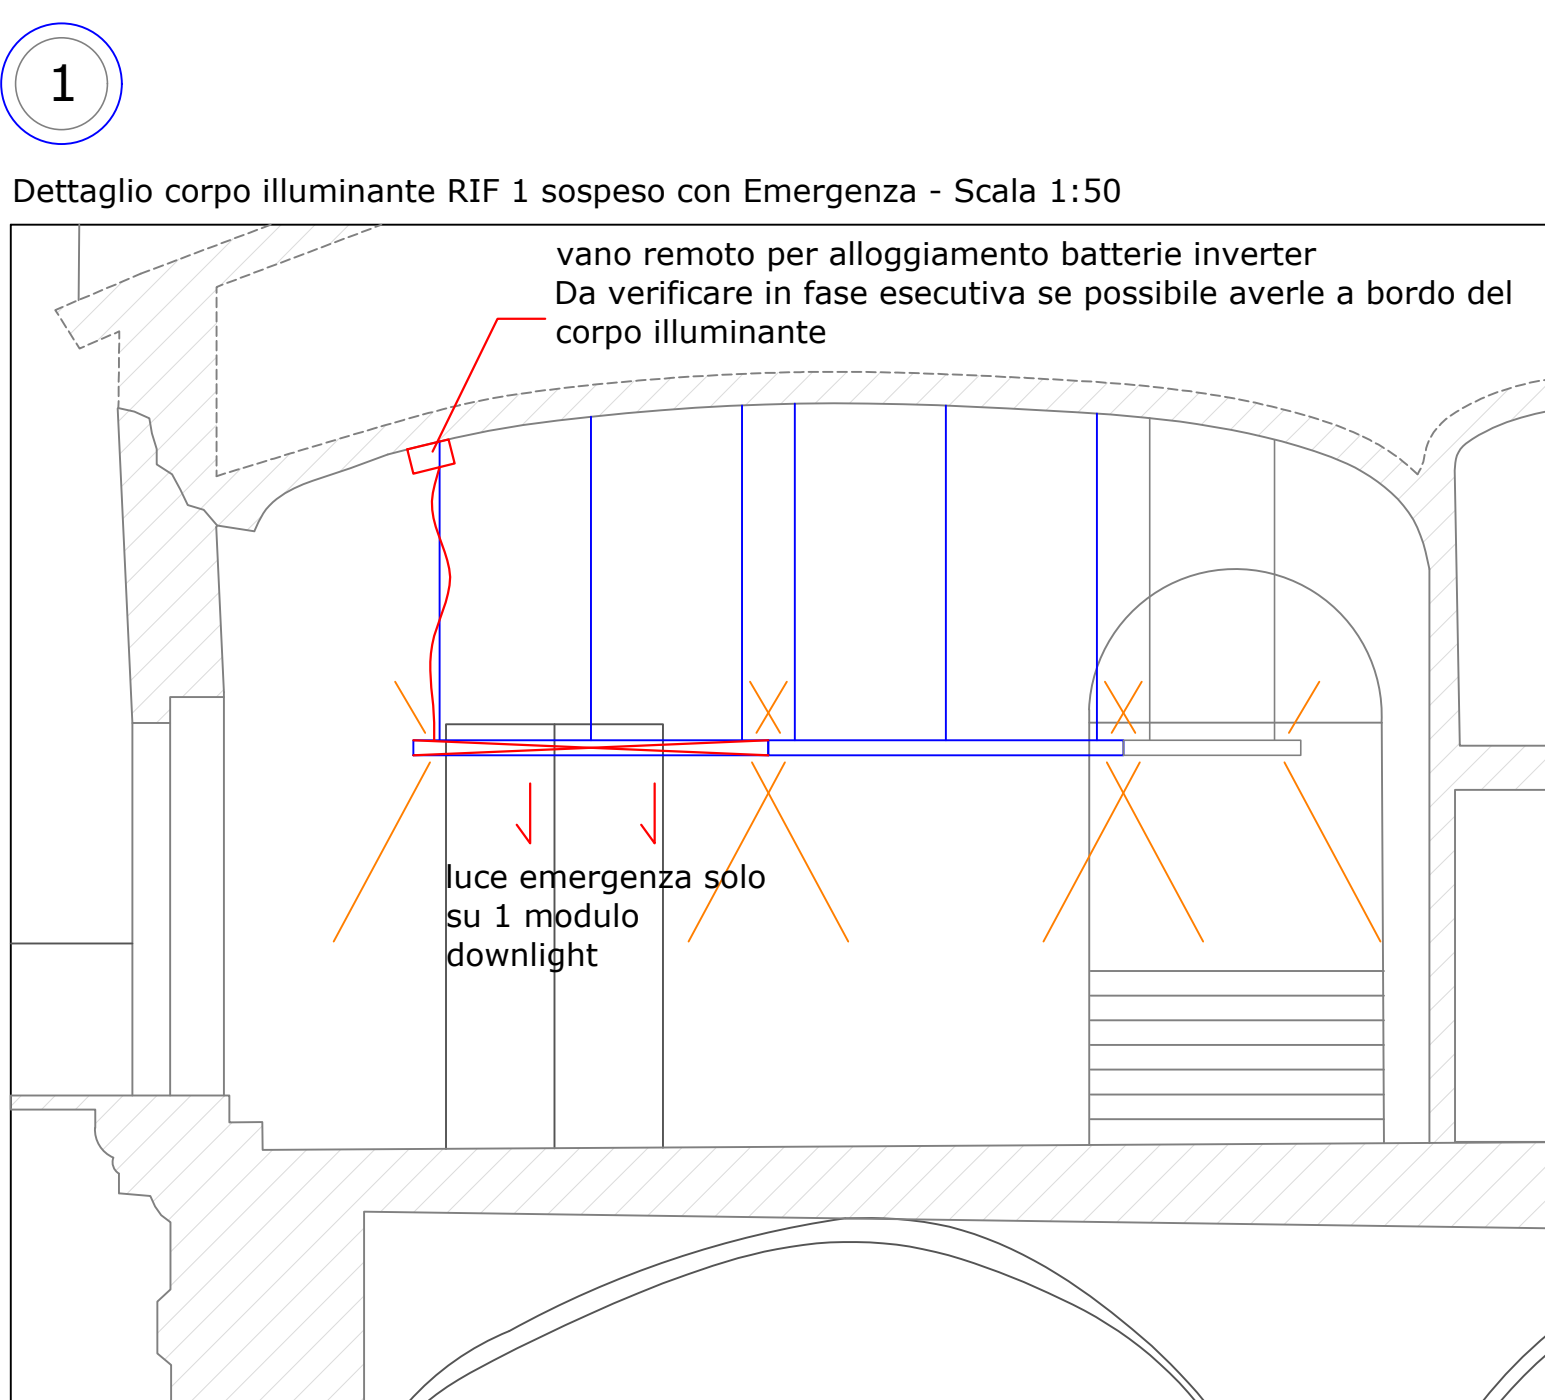 1
Dettaglio corpo illuminante RIF 1 sospeso con Emergenza - Scala 1:50
vano remoto per alloggiamento batterie inverter
Da verificare in fase esecutiva se possibile averle a bordo del
corpo illuminante
luce emergenza solo
su 1 modulo
downlight